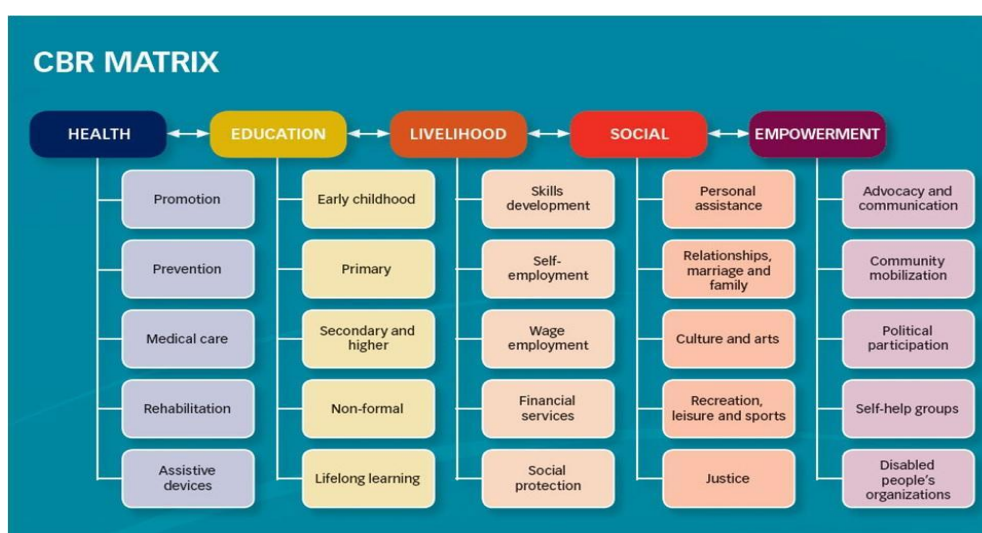 CBR MATRIX
HEALTH
EDUCATION
LIVELIHOOD
SOCIAL
EMPOWERMENT
Promotion
Prevention
Medical care
Rehabilitation
Assistive
devices
Early childhood
Primary
Secondary and
higher
Non-formal
Lifelong learning
Skills
development
Self-
employment
Wage
employment
Financial
services
Social
protection
Personal
assistance
Relationships,
marriage and
family
Culture and arts
Recreation,
leisure and sports
Justice
Advocacy and
communication
Community
mobilization
Political
participation
Self-help groups
Disabled
people's
organizations